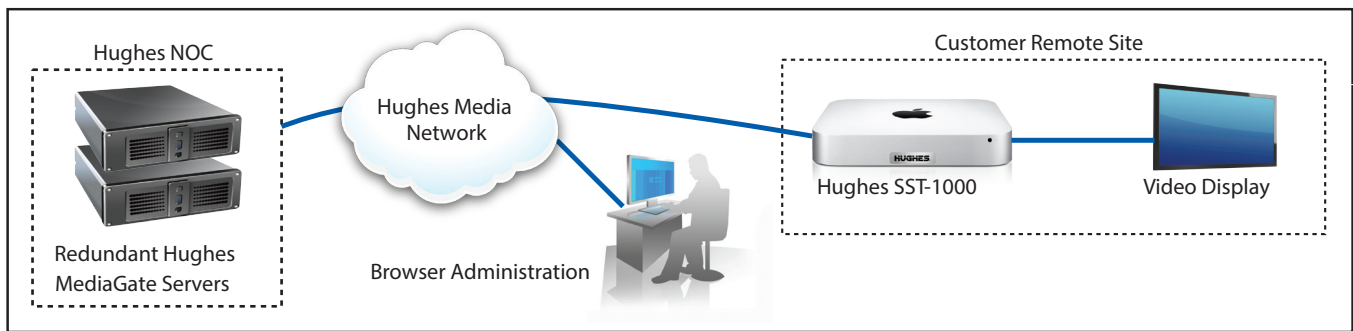 Hughes NOC
Redundant Hughes
MediaGate Servers
Hughes Media
Network
Browser Administration
Customer Remote Site
HUGHES
Hughes SST-1000
Video Display